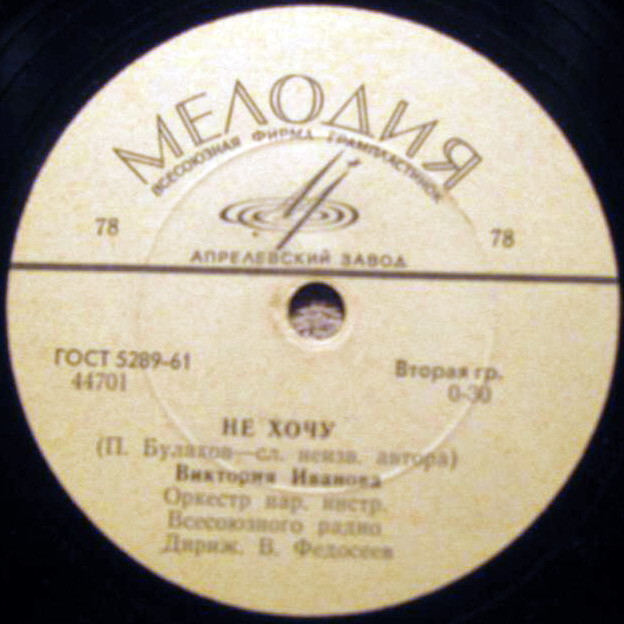 МЕЛОДИЯ
ВСЕСОЮЗНАЯ ФИРМА ГРАМПЛАСТИНОК
78
78
АПРЕЛЕВСКИЙ ЗАВОД
ГОСТ 5289-61
Вторая гр.
44701
0-30
НЕ ХОЧУ
(П. Булахов—сл. неизв. автора)
Виктория Иванова
Оркестр нар. инстр.
Всесоюзного радио
Дириж. В. Федосеев